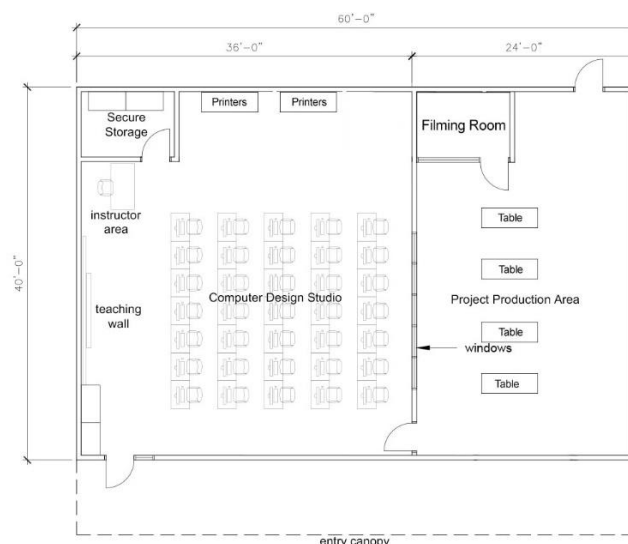 60'-0"
36'-0"
24'-0"
40'-0"
Secure
Storage
Printers
Printers
Filming Room
instructor
area
Table
Table
Computer Design Studio
Project Production Area
teaching
wall
Table
windows
Table
entry canopy